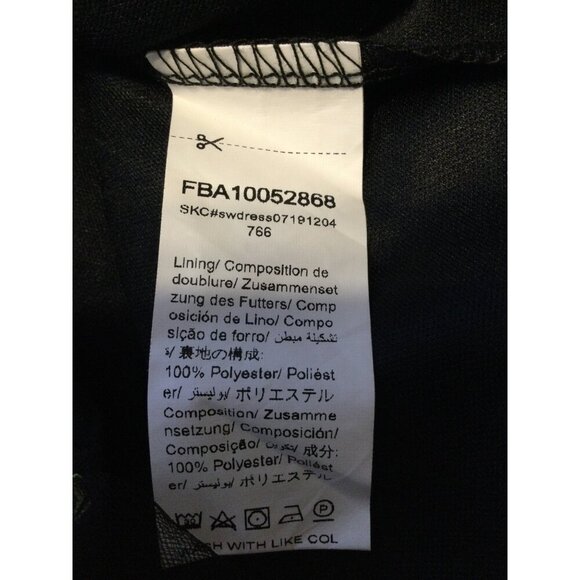 FBA10052868
SKC#swdress07191204
766
Lining/ Composition de
doublure/ Zusammenset
zung des Futters/ Comp
osición de Lino/ Compo
sição de forro/ تشكيلة مبطن/
裏地の構成:
100% Polyester/ Poliést
er/ بوليستر/ ポリエステル
Composition/ Zusamme
nsetzung/ Composición/
Composição/ تكوين/ 成分:
100% Polyester/ Poliést
er/ بوليستر/ ポリエステル
P
WITH LIKE COL